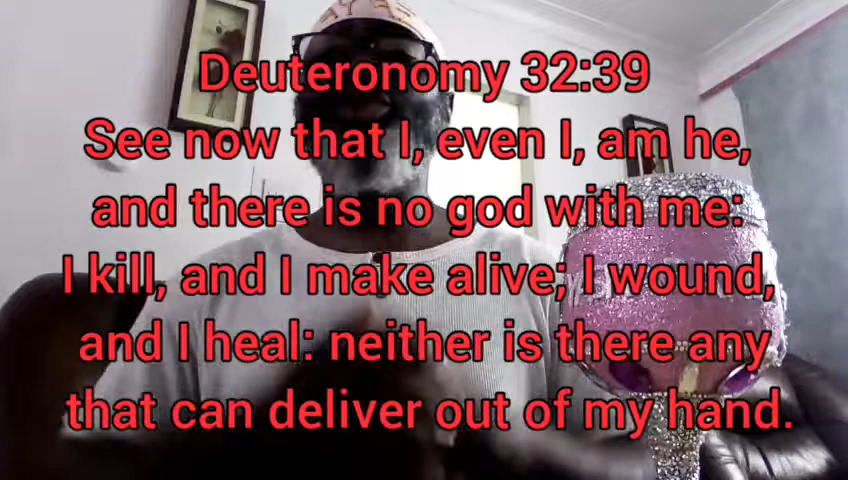 Deuteronomy 32:39
See now that I, even I, am he,
and there is no god with me:
I kill, and I make alive; I wound,
and I heal: neither is there any
that can deliver out of my hand.